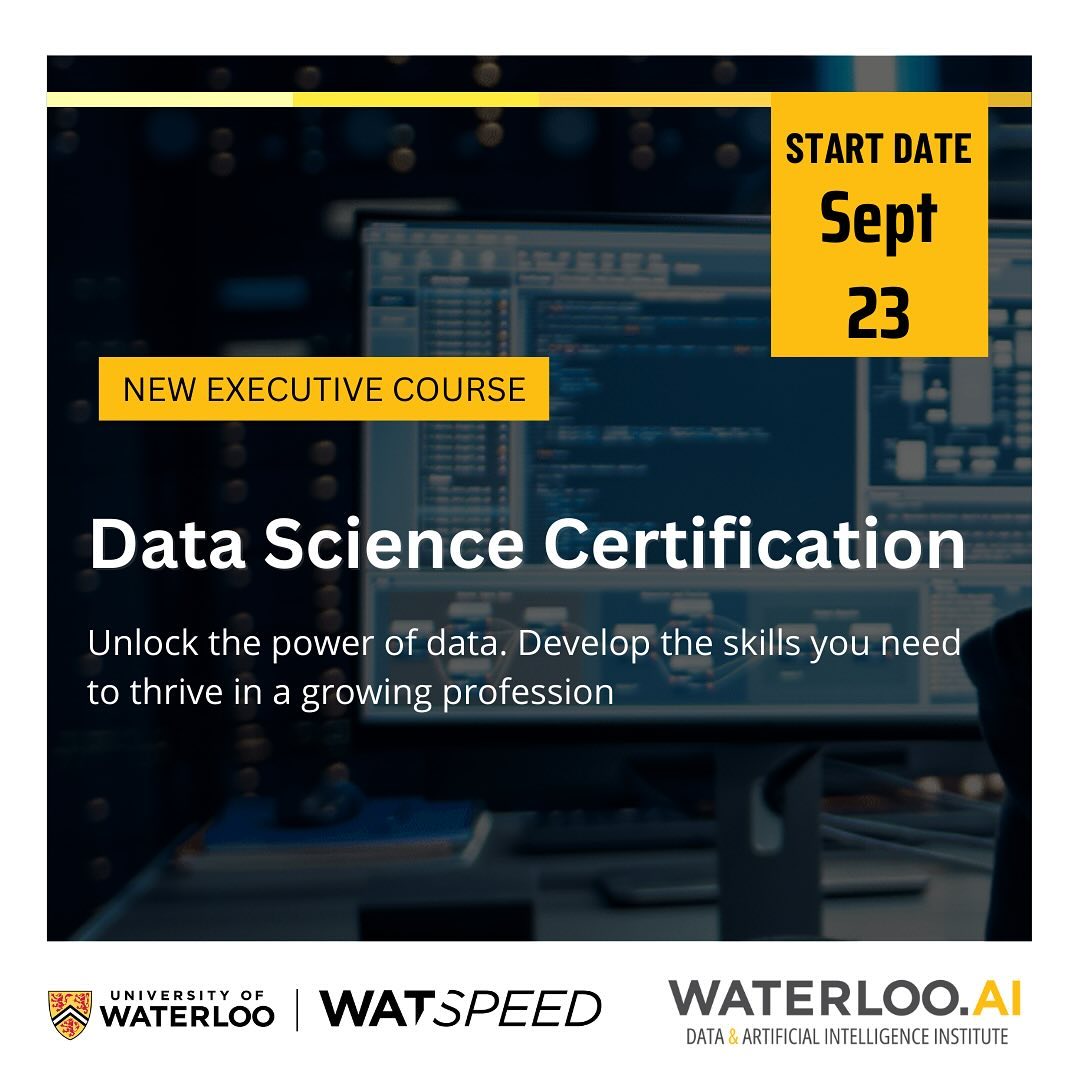 START DATE
Sept
23
NEW EXECUTIVE COURSE
Data Science Certification
Unlock the power of data. Develop the skills you need
to thrive in a growing profession
UNIVERSITY OF
WATERLOO
WATSPEED
WATERLOO.AI
DATA & ARTIFICIAL INTELLIGENCE INSTITUTE